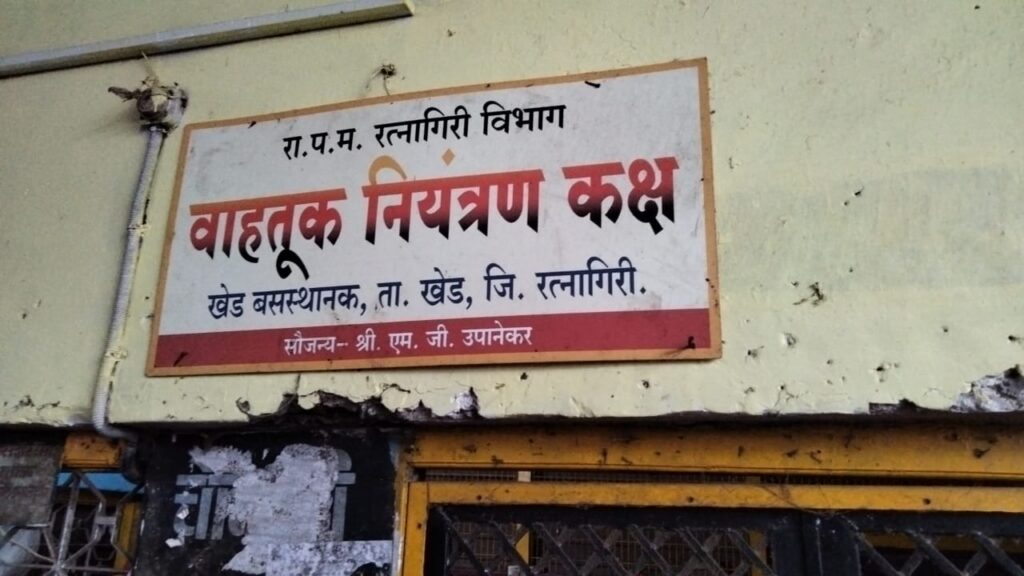 रा.प.म. रत्नागिरी विभाग
वाहतूक नियंत्रण कक्ष
खेड बसस्थानक, ता. खेड, जि. रत्नागिरी.
सौजन्य-- श्री. एम. जी. उपानेकर